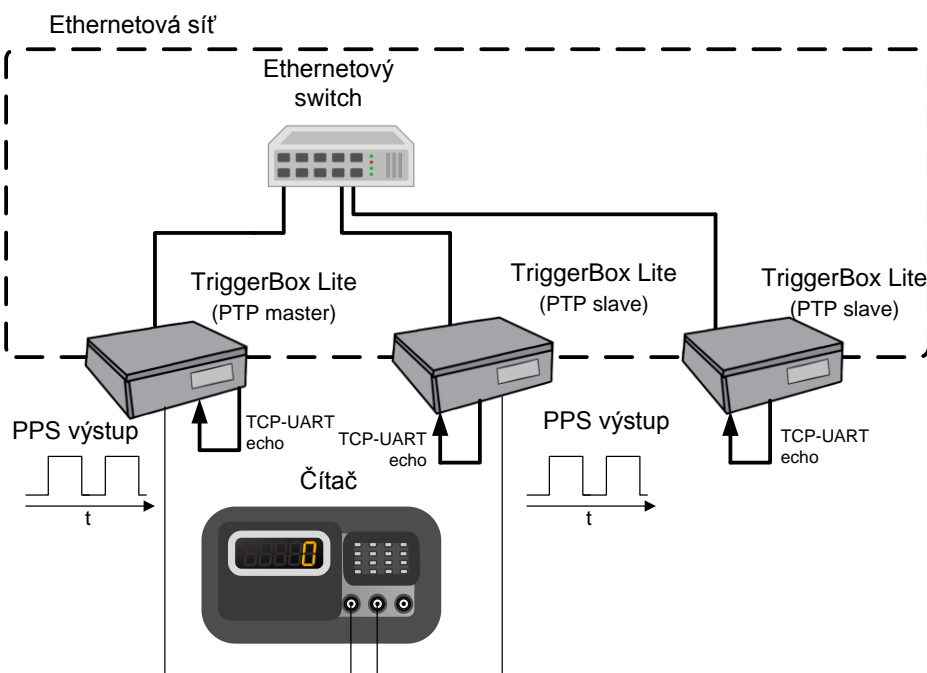 Ethernetová síť
Ethernetový
switch
TriggerBox Lite
(PTP master)
TriggerBox Lite
(PTP slave)
TriggerBox Lite
(PTP slave)
PPS výstup
TCP-UART
echo
TCP-UART
echo
PPS výstup
TCP-UART
echo
t
t
Čítač
0